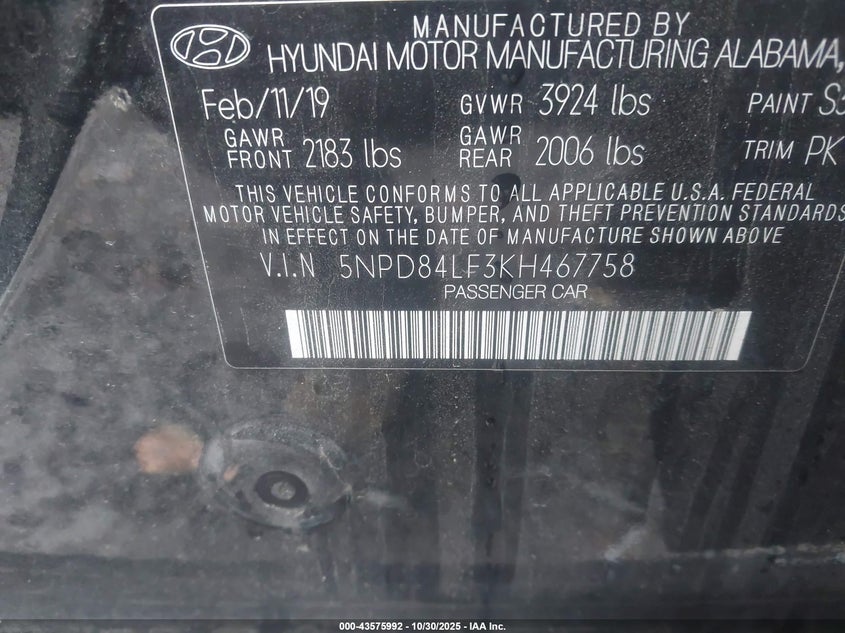 MANUFACTURED BY
HYUNDAI MOTOR MANUFACTURING ALABAMA,
Feb/11/19 GVWR 3924 lbs PAINT S3
GAWR FRONT 2183 lbs GAWR REAR 2006 lbs TRIM PK
THIS VEHICLE CONFORMS TO ALL APPLICABLE U.S.A. FEDERAL
MOTOR VEHICLE SAFETY, BUMPER, AND THEFT PREVENTION STANDARDS
IN EFFECT ON THE DATE OF MANUFACTURE SHOWN ABOVE
V.I.N 5NPD84LF3KH467758
PASSENGER CAR
000-43575992 - 10/30/2025 - IAA Inc.